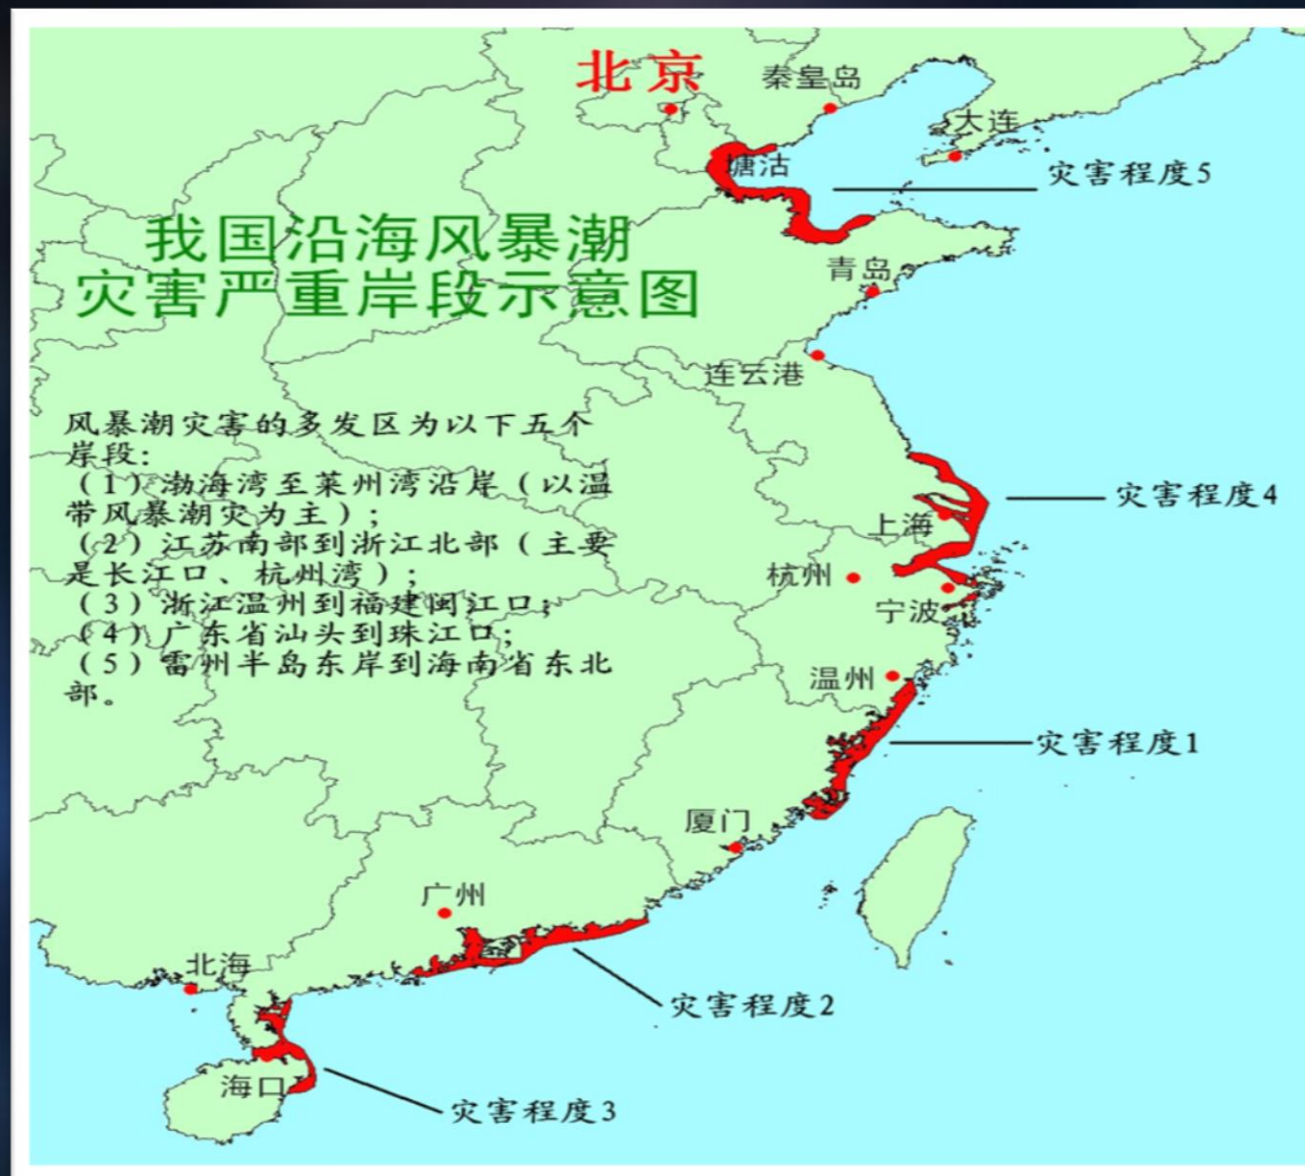 北京
秦皇岛
大连
塘沽
灾害程度5
我国沿海风暴潮
灾害严重岸段示意图
青岛
连云港
风暴潮灾害的多发区为以下五个
岸段：
（1）渤海湾至莱州湾沿岸（以温
带风暴潮灾为主）；
（2）江苏南部到浙江北部（主要
是长江口、杭州湾）；
（3）浙江温州到福建闽江口；
（4）广东省汕头到珠江口；
（5）雷州半岛东岸到海南省东北
部。
灾害程度4
上海
杭州
宁波
温州
灾害程度1
厦门
广州
北海
灾害程度2
海口
灾害程度3